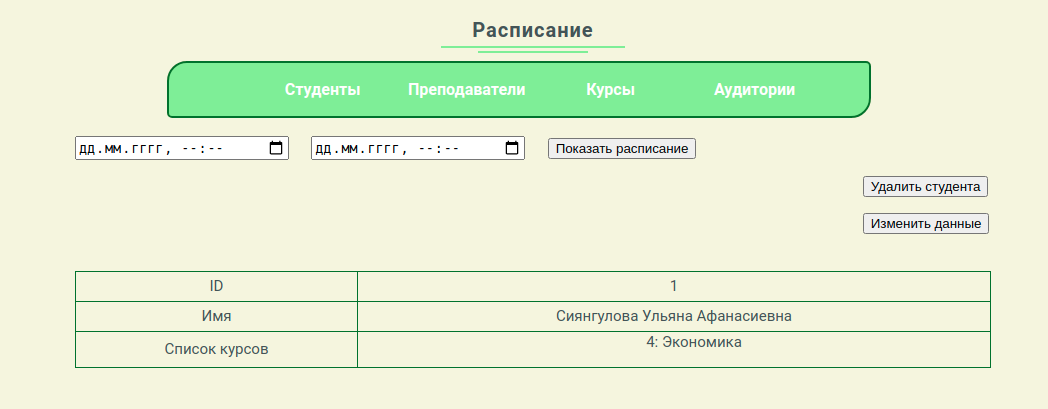 Расписание
Студенты Преподаватели Курсы Аудитории
дд.мм.гггг, --:-- дд.мм.гггг, --:-- Показать расписание
Удалить студента
Изменить данные
ID 1
Имя Сиянгулова Ульяна Афанасиевна
Список курсов 4: Экономика